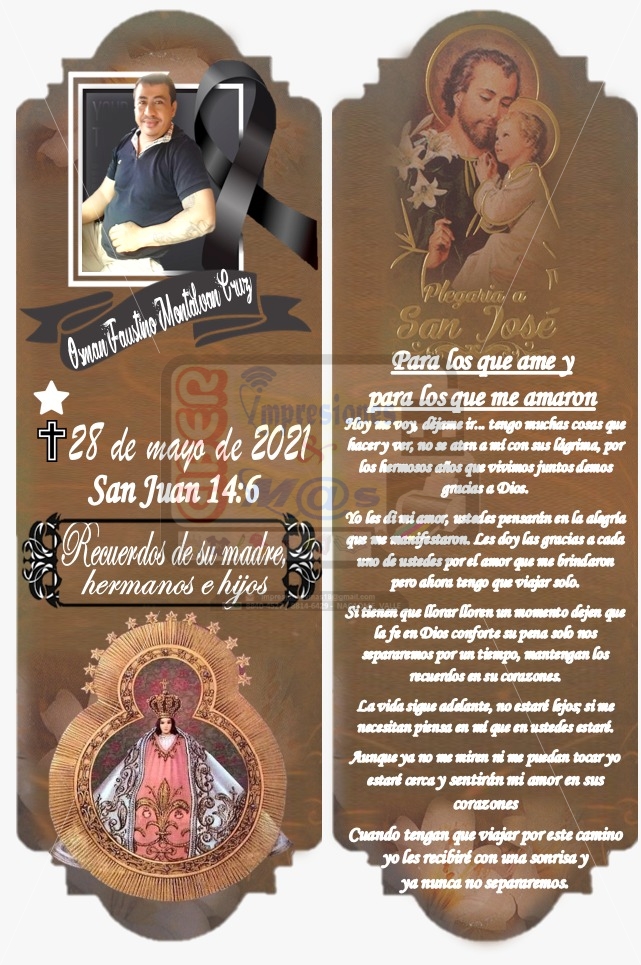 Osman Faustino Montalvan Cruz
28 de mayo de 2021
San Juan 14:6
Recuerdos de su madre,
hermanos e hijos
Plegaria a
San José
Para los que ame y
para los que me amaron
Hoy me voy, déjame ir... tengo muchas cosas que
hacer y ver, no se aten a mí con sus lágrima, por
los hermosos años que vivimos juntos demos
gracias a Dios.
Yo les di mi amor, ustedes pensarán en la alegría
que me manifestaron. Les doy las gracias a cada
uno de ustedes por el amor que me brindaron
pero ahora tengo que viajar solo.
Si tienen que llorar lloren un momento dejen que
la fe en Dios conforte su pena solo nos
separaremos por un tiempo, mantengan los
recuerdos en su corazones.
La vida sigue adelante, no estaré lejos; si me
necesitan piensa en mí que en ustedes estaré.
Aunque ya no me miren ni me puedan tocar yo
estaré cerca y sentirán mi amor en sus
corazones
Cuando tengan que viajar por este camino
yo les recibiré con una sonrisa y
ya nunca no separaremos.
impresiones
M@s